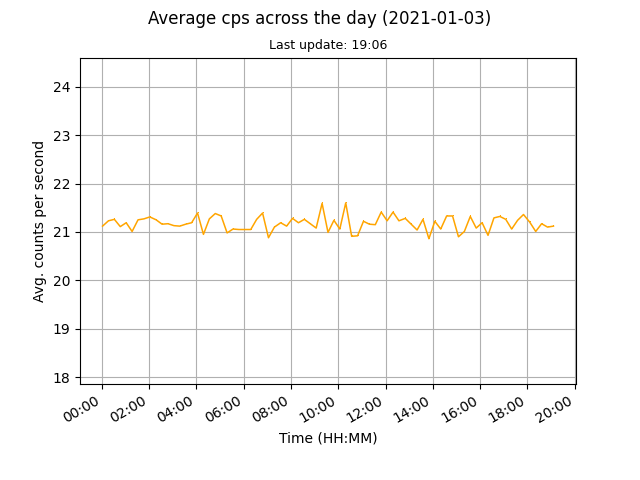 Average cps across the day (2021-01-03)
Last update: 19:06
Avg. counts per second
24
23
22
21
20
19
18
00:00 02:00 04:00 06:00 08:00 10:00 12:00 14:00 16:00 18:00 20:00
Time (HH:MM)